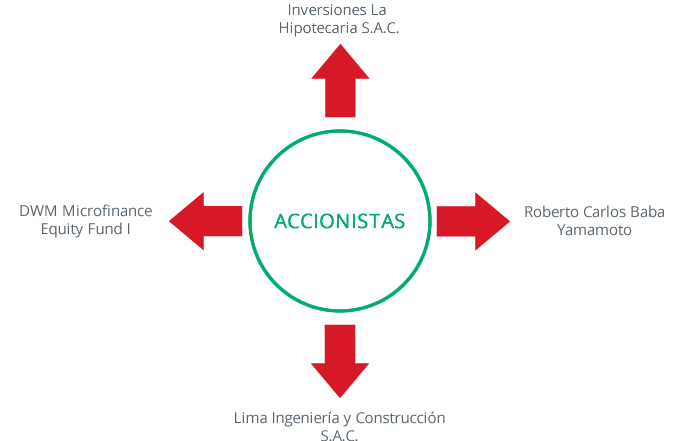 Inversiones La
Hipotecaria S.A.C.
DWM Microfinance
Equity Fund I
ACCIONISTAS
Roberto Carlos Baba
Yamamoto
Lima Ingeniería y Construcción
S.A.C.